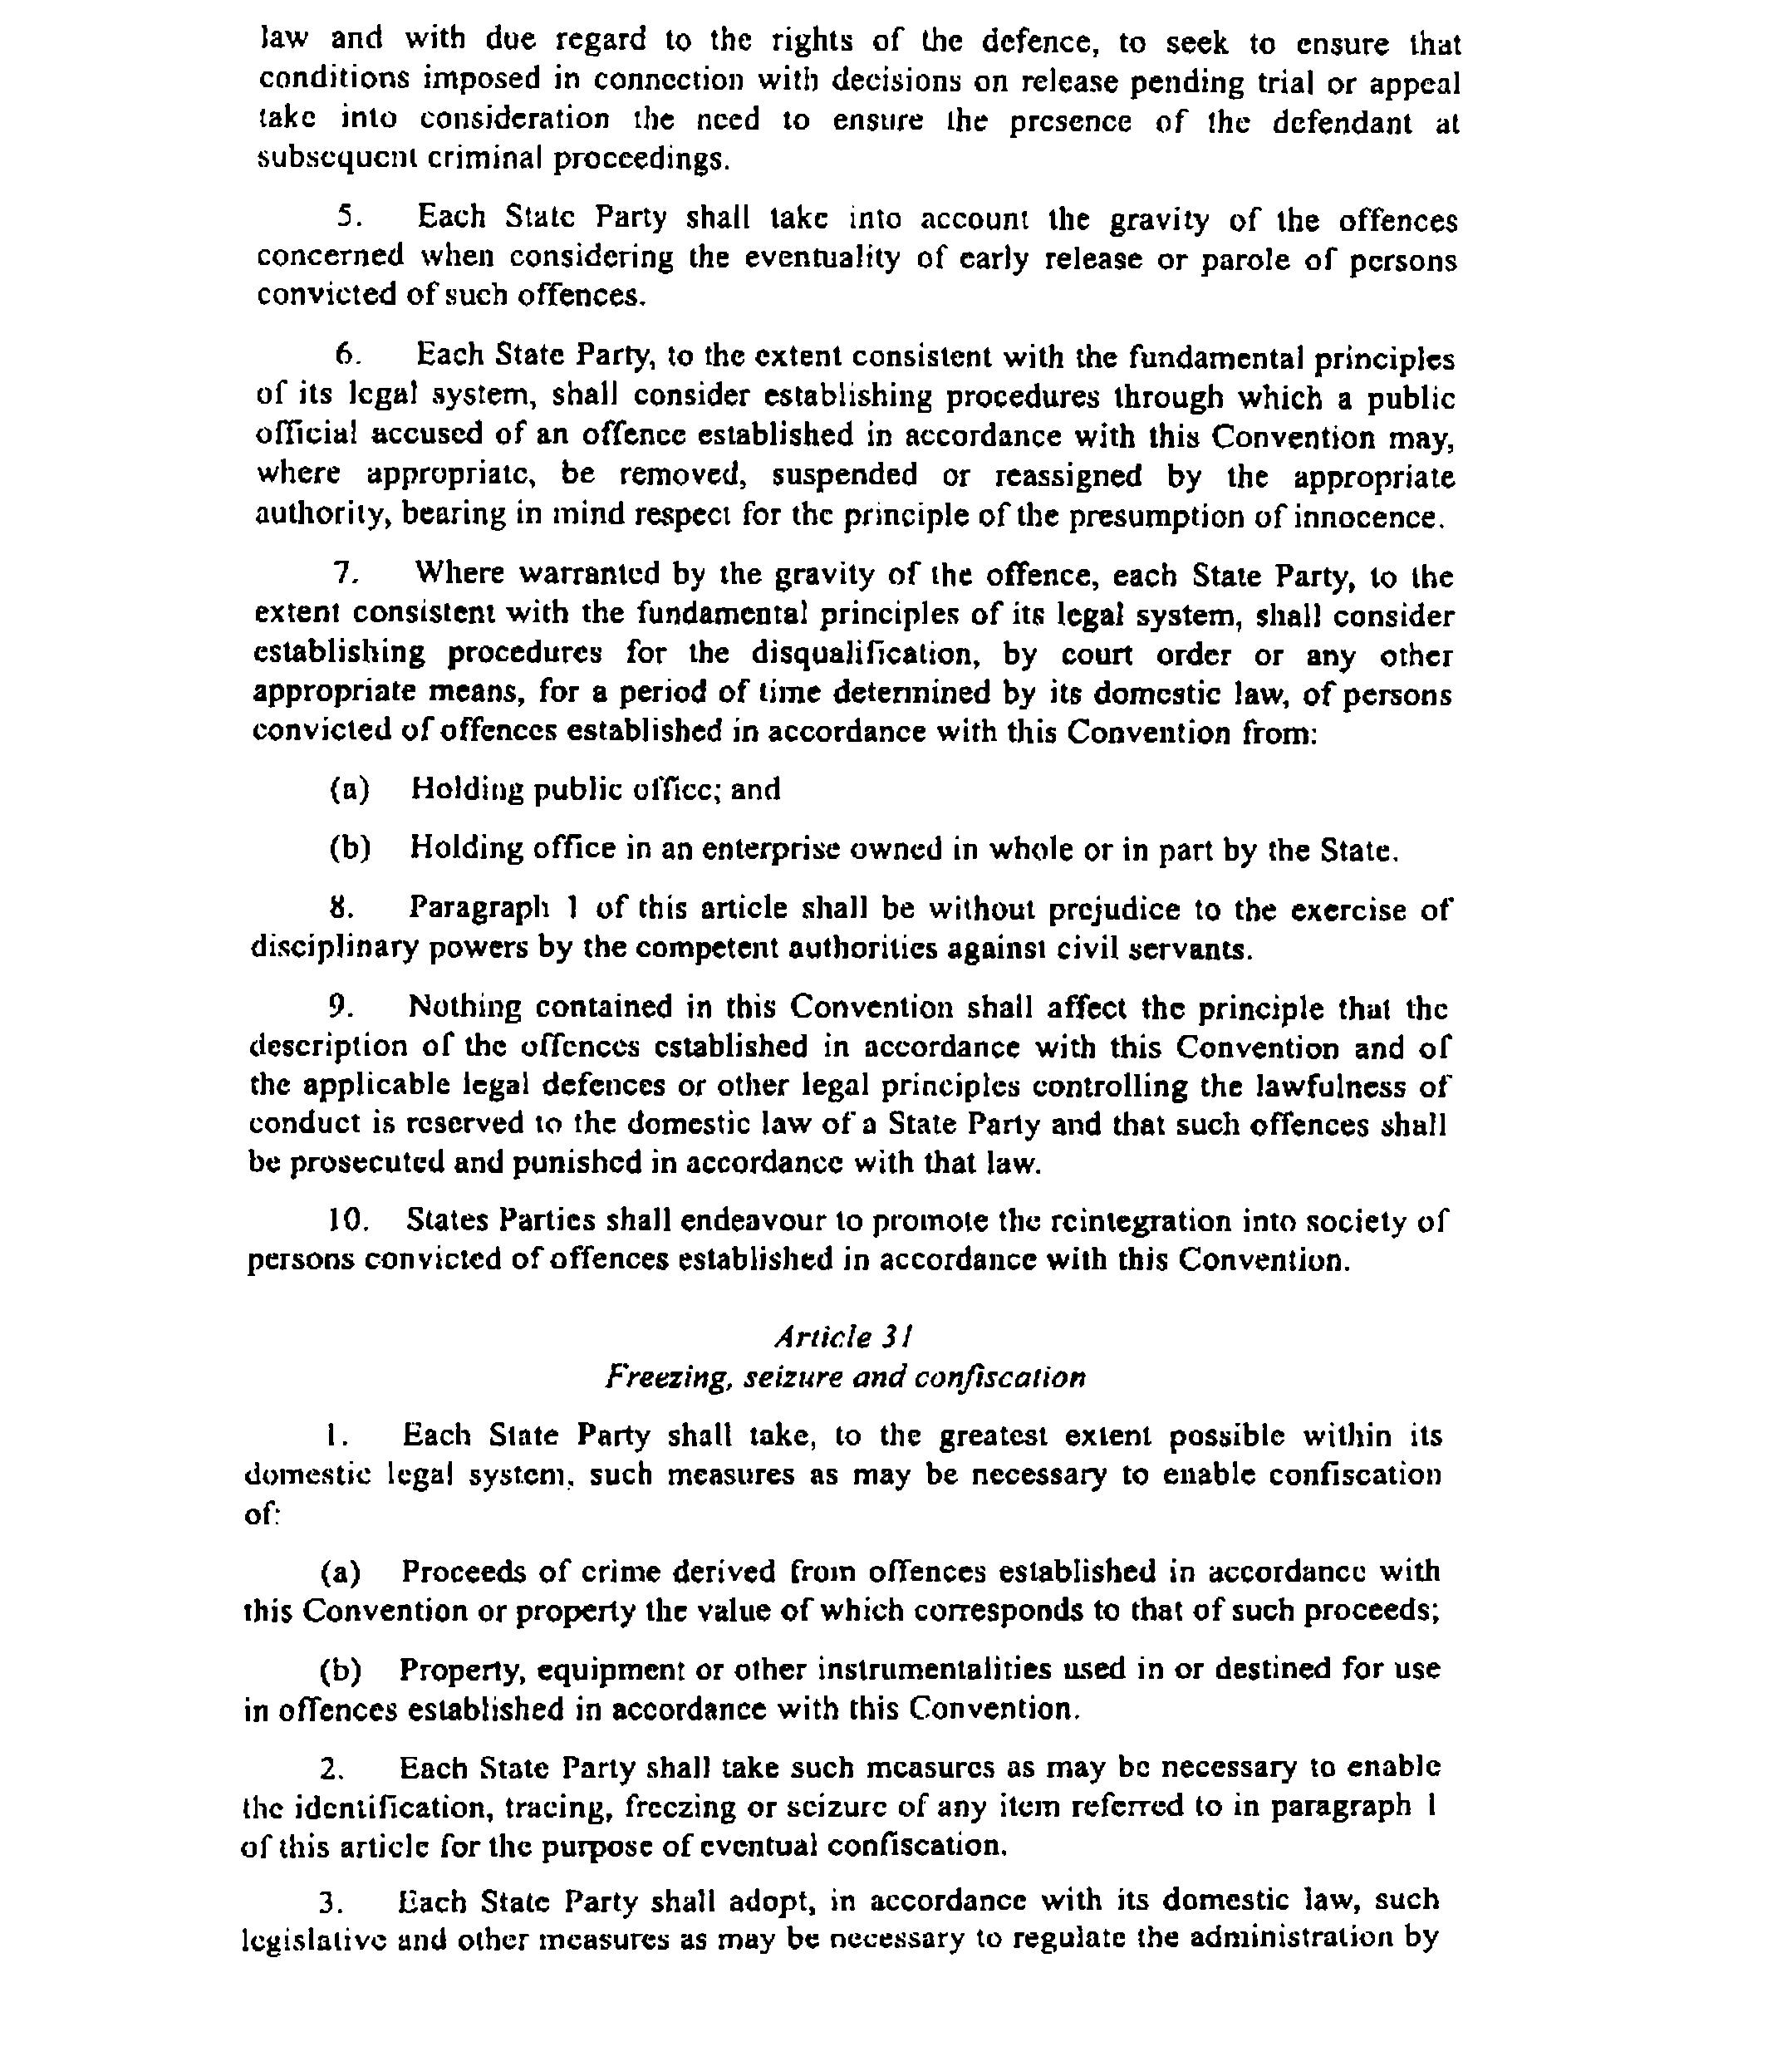 law and with due regard to the rights of the defence, to seek to ensure that
conditions imposed in connection with decisions on release pending trial or appeal
take into consideration the need to ensure the presence of the defendant at
subsequent criminal proceedings.
5. Each State Party shall take into account the gravity of the offences
concerned when considering the eventuality of early release or parole of persons
convicted of such offences.
6. Each State Party, to the extent consistent with the fundamental principles
of its legal system, shall consider establishing procedures through which a public
official accused of an offence established in accordance with this Convention may,
where appropriate, be removed, suspended or reassigned by the appropriate
authority, bearing in mind respect for the principle of the presumption of innocence.
7. Where warranted by the gravity of the offence, each State Party, to the
extent consistent with the fundamental principles of its legal system, shall consider
establishing procedures for the disqualification, by court order or any other
appropriate means, for a period of time determined by its domestic law, of persons
convicted of offences established in accordance with this Convention from:
(a) Holding public office; and
(b) Holding office in an enterprise owned in whole or in part by the State.
8. Paragraph 1 of this article shall be without prejudice to the exercise of
disciplinary powers by the competent authorities against civil servants.
9. Nothing contained in this Convention shall affect the principle that the
description of the offences established in accordance with this Convention and of
the applicable legal defences or other legal principles controlling the lawfulness of
conduct is reserved to the domestic law of a State Party and that such offences shall
be prosecuted and punished in accordance with that law.
10. States Parties shall endeavour to promote the reintegration into society of
persons convicted of offences established in accordance with this Convention.
Article 31
Freezing, seizure and confiscation
1. Each State Party shall take, to the greatest extent possible within its
domestic legal system, such measures as may be necessary to enable confiscation
of:
(a) Proceeds of crime derived from offences established in accordance with
this Convention or property the value of which corresponds to that of such proceeds;
(b) Property, equipment or other instrumentalities used in or destined for use
in offences established in accordance with this Convention.
2. Each State Party shall take such measures as may be necessary to enable
the identification, tracing, freezing or seizure of any item referred to in paragraph 1
of this article for the purpose of eventual confiscation.
3. Each State Party shall adopt, in accordance with its domestic law, such
legislative and other measures as may be necessary to regulate the administration by